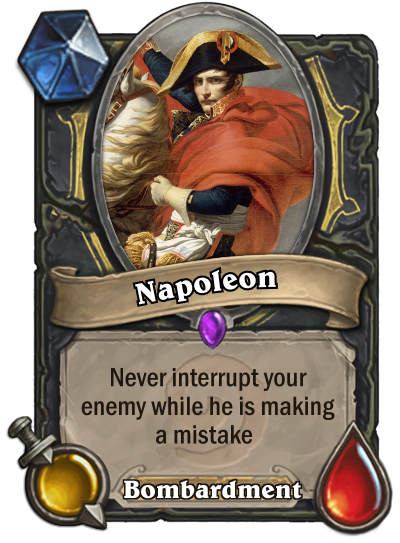 Napoleon
Never interrupt your
enemy while he is making
a mistake
Bombardment